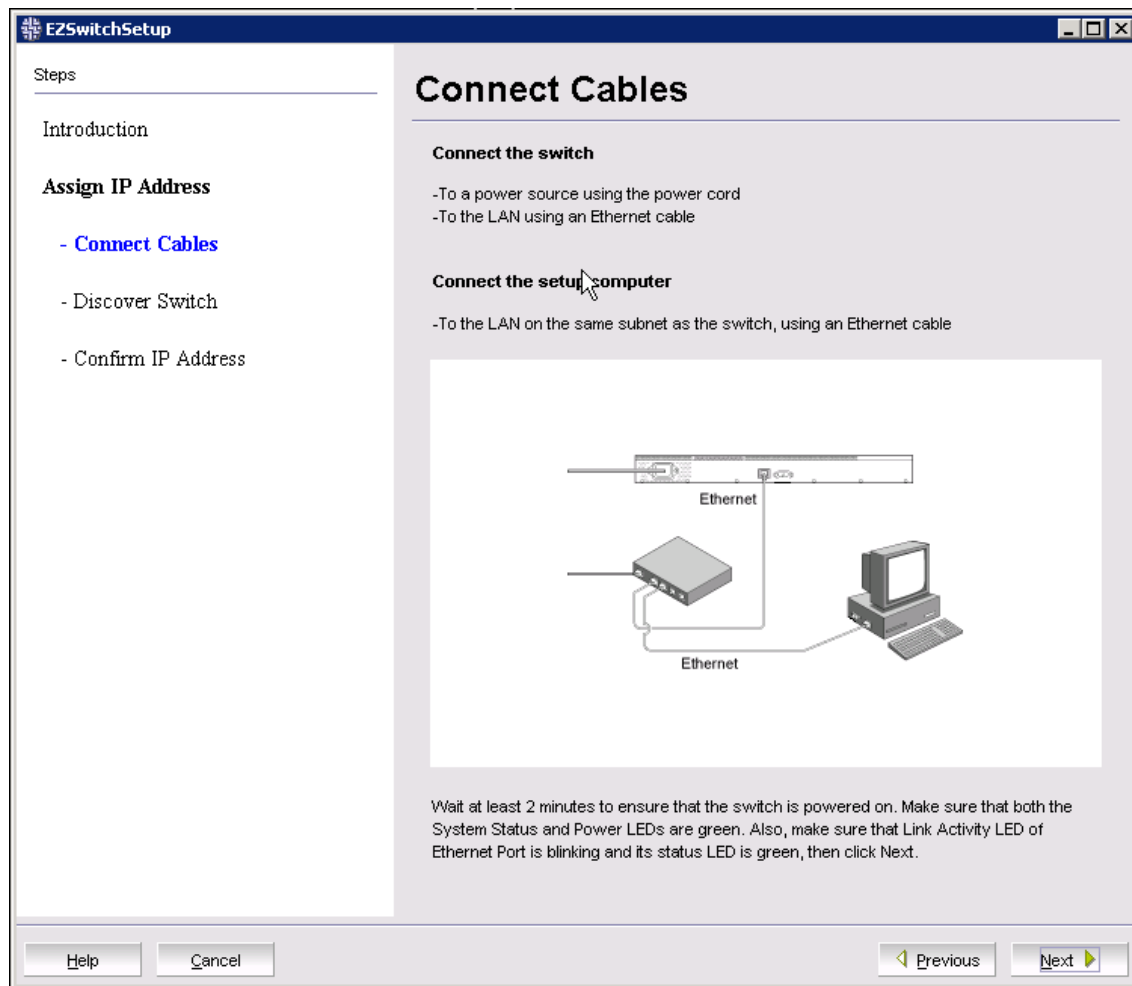 EZSwitchSetup
Steps
Introduction
Assign IP Address
- Connect Cables
- Discover Switch
- Confirm IP Address
Connect Cables
Connect the switch
-To a power source using the power cord
-To the LAN using an Ethernet cable
Connect the setup computer
-To the LAN on the same subnet as the switch, using an Ethernet cable
Ethernet
Ethernet
Wait at least 2 minutes to ensure that the switch is powered on. Make sure that both the
System Status and Power LEDs are green. Also, make sure that Link Activity LED of
Ethernet Port is blinking and its status LED is green, then click Next.
Help
Cancel
Previous
Next